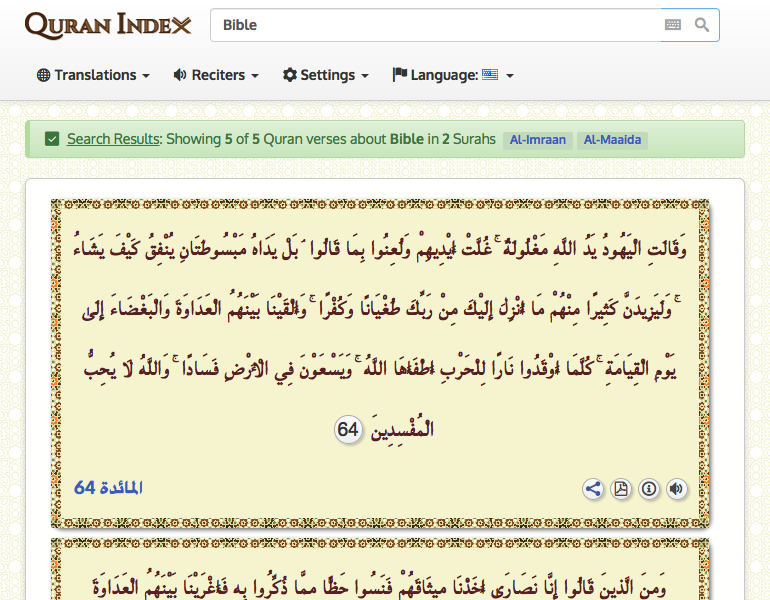 QURAN INDEX
Bible
Translations
Reciters
Settings
Language:
Search Results: Showing 5 of 5 Quran verses about Bible in 2 Surahs Al-Imraan Al-Maaida
وَقَالَتِ الْيَهُودُ يَدُ اللَّهِ مَغْلُولَةٌ ۚ غُلَّتْ أَيْدِيهِمْ وَلُعِنُوا بِمَا قَالُوا ۘ بَلْ يَدَاهُ مَبْسُوطَتَانِ يُنْفِقُ كَيْفَ يَشَاءُ
ۚ وَلَيَزِيدَنَّ كَثِيرًا مِنْهُمْ مَا أُنْزِلَ إِلَيْكَ مِنْ رَبِّكَ طُغْيَانًا وَكُفْرًا ۚ وَأَلْقَيْنَا بَيْنَهُمُ الْعَدَاوَةَ وَالْبَغْضَاءَ إِلَىٰ
يَوْمِ الْقِيَامَةِ ۚ كُلَّمَا أَوْقَدُوا نَارًا لِلْحَرْبِ أَطْفَأَهَا اللَّهُ ۚ وَيَسْعَوْنَ فِي الْأَرْضِ فَسَادًا ۚ وَاللَّهُ لَا يُحِبُّ
الْمُفْسِدِينَ 64
المائدة 64
وَمِنَ الَّذِينَ قَالُوا إِنَّا نَصَارَىٰ أَخَذْنَا مِيثَاقَهُمْ فَنَسُوا حَظًّا مِمَّا ذُكِّرُوا بِهِ فَأَغْرَيْنَا بَيْنَهُمُ الْعَدَاوَةَ